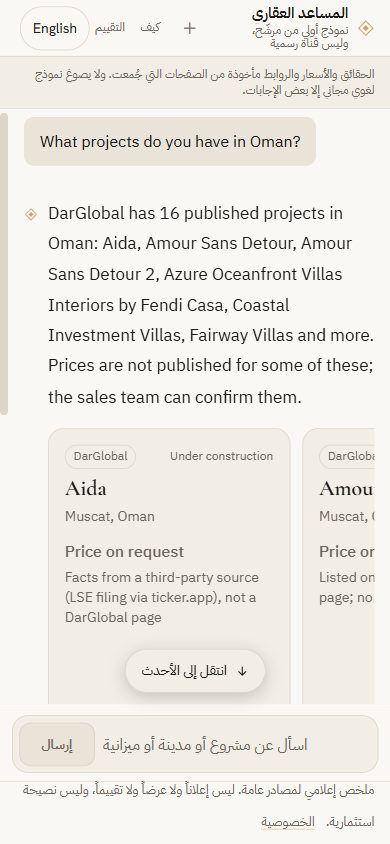 المساعد العقاري
نموذج أولي من مرشّح،
وليس قناة رسمية
+
كيف
التقييم
English
الحقائق والأسعار والروابط مأخوذة من الصفحات التي جُمعت. ولا يصوغ نموذج
لغوي مجاني إلا بعض الإجابات.
What projects do you have in Oman?
DarGlobal has 16 published projects in
Oman: Aida, Amour Sans Detour, Amour
Sans Detour 2, Azure Oceanfront Villas
Interiors by Fendi Casa, Coastal
Investment Villas, Fairway Villas and more.
Prices are not published for some of these;
the sales team can confirm them.
DarGlobal
Under construction
Aida
Muscat, Oman
Price on request
Facts from a third-party source
(LSE filing via ticker.app), not a
DarGlobal page
DarGloba
Amou
Muscat,
Price or
Listed on
page; no
انتقل إلى الأحدث
اسأل عن مشروع أو مدينة أو ميزانية
إرسال
ملخص إعلامي لمصادر عامة. ليس إعلاناً ولا عرضاً ولا تقييماً، وليس نصيحة
استثمارية. الخصوصية